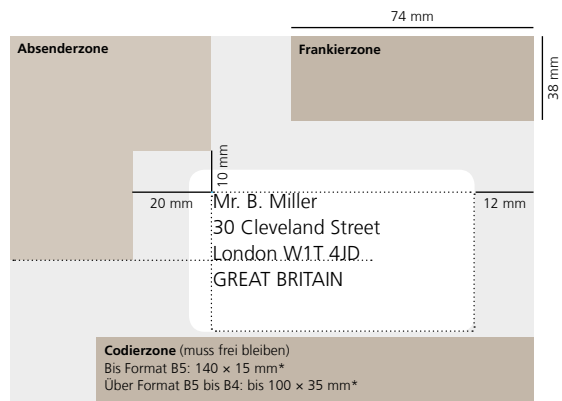 74 mm
Absenderzone
Frankierzone
38 mm
10 mm
20 mm
12 mm
Mr. B. Miller
30 Cleveland Street
London W1T 4JD
GREAT BRITAIN
Codierzone (muss frei bleiben)
Bis Format B5: 140 × 15 mm*
Über Format B5 bis B4: bis 100 × 35 mm*